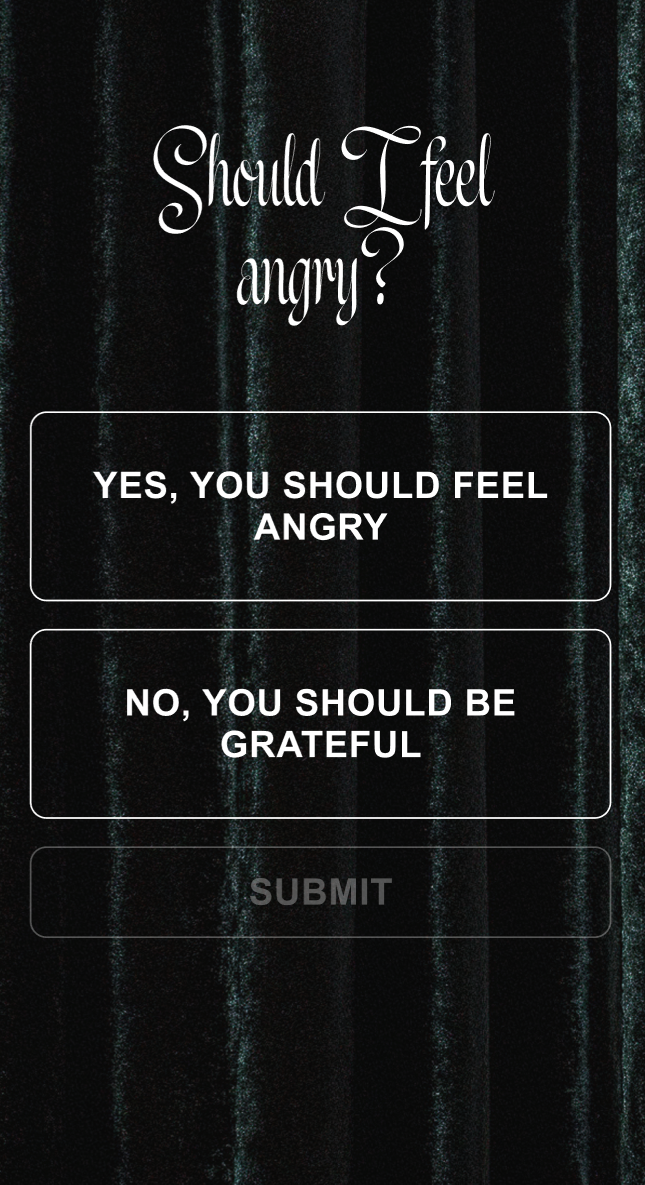 Should I feel
angry?
YES, YOU SHOULD FEEL
ANGRY
NO, YOU SHOULD BE
GRATEFUL
SUBMIT